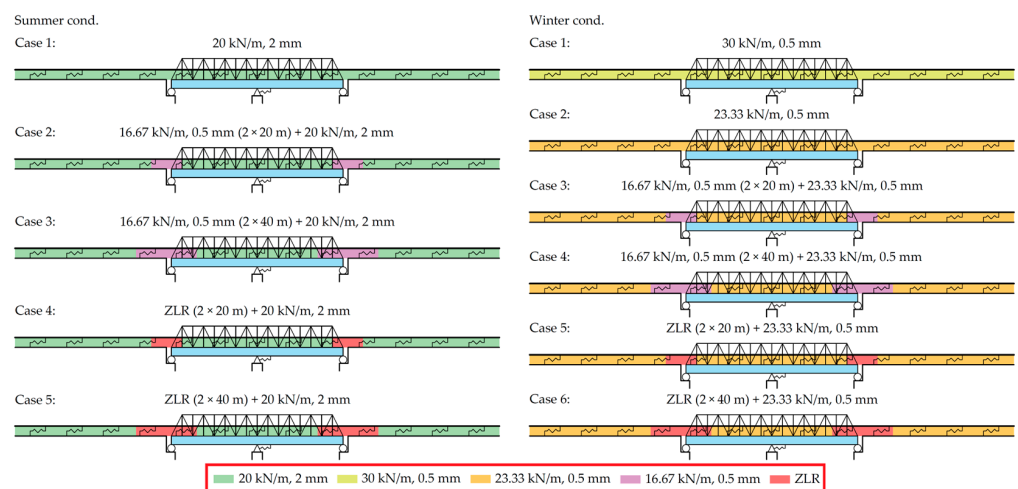 Summer cond.
Case 1:
20 kN/m, 2 mm
Case 2:
16.67 kN/m, 0.5 mm (2 × 20 m) + 20 kN/m, 2 mm
Case 3:
16.67 kN/m, 0.5 mm (2 × 40 m) + 20 kN/m, 2 mm
Case 4:
ZLR (2 × 20 m) + 20 kN/m, 2 mm
Case 5:
ZLR (2 × 40 m) + 20 kN/m, 2 mm
Winter cond.
Case 1:
30 kN/m, 0.5 mm
Case 2:
23.33 kN/m, 0.5 mm
Case 3:
16.67 kN/m, 0.5 mm (2 × 20 m) + 23.33 kN/m, 0.5 mm
Case 4:
16.67 kN/m, 0.5 mm (2 × 40 m) + 23.33 kN/m, 0.5 mm
Case 5:
ZLR (2 × 20 m) + 23.33 kN/m, 0.5 mm
Case 6:
ZLR (2 × 40 m) + 23.33 kN/m, 0.5 mm
20 kN/m, 2 mm 30 kN/m, 0.5 mm 23.33 kN/m, 0.5 mm 16.67 kN/m, 0.5 mm ZLR